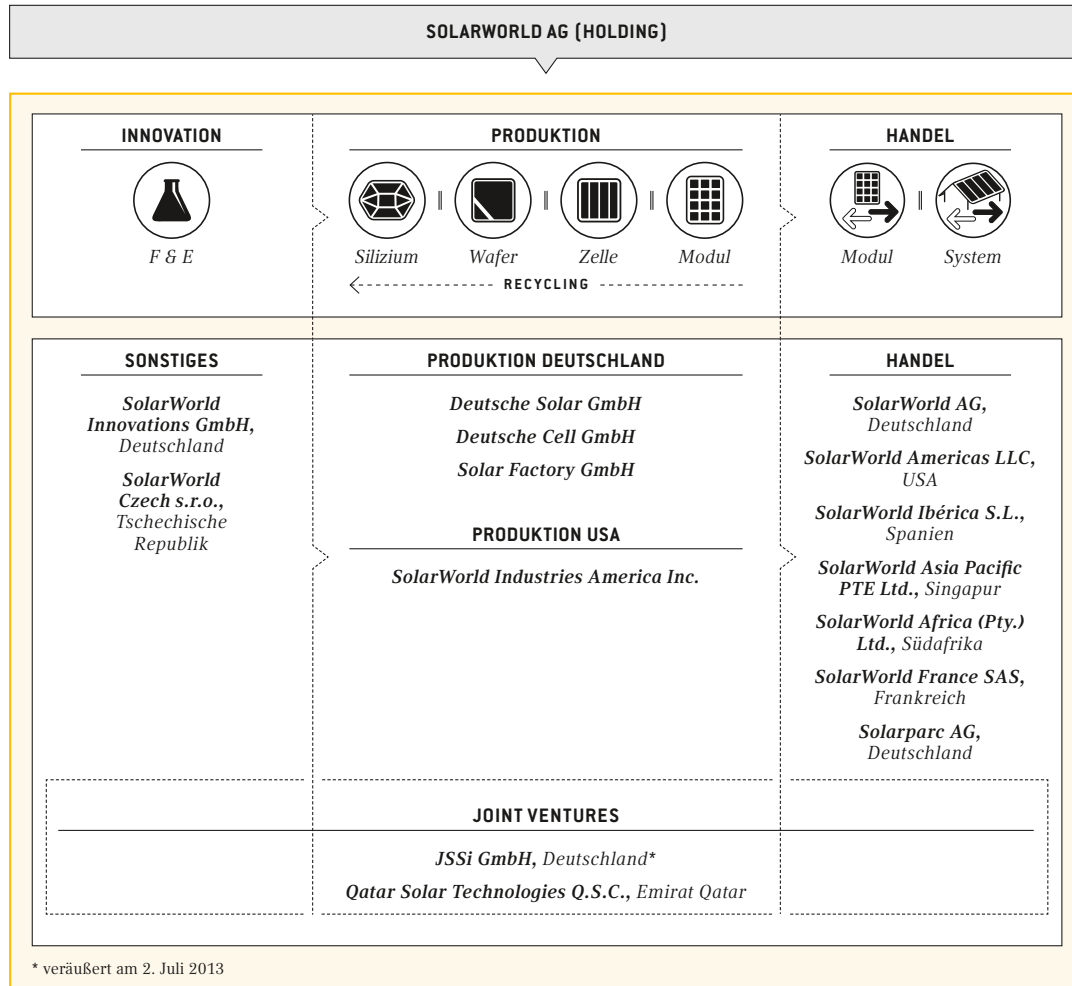 SOLARWORLD AG (HOLDING)
INNOVATION
F & E
PRODUKTION
Silizium
Wafer
Zelle
Modul
RECYCLING
HANDEL
Modul
System
SONSTIGES
SolarWorld
Innovations GmbH,
Deutschland
SolarWorld
Czech s.r.o.,
Tschechische
Republik
PRODUKTION DEUTSCHLAND
Deutsche Solar GmbH
Deutsche Cell GmbH
Solar Factory GmbH
PRODUKTION USA
SolarWorld Industries America Inc.
HANDEL
SolarWorld AG,
Deutschland
SolarWorld Americas LLC,
USA
SolarWorld Ibérica S.L.,
Spanien
SolarWorld Asia Pacific
PTE Ltd., Singapur
SolarWorld Africa (Pty.)
Ltd., Südafrika
SolarWorld France SAS,
Frankreich
Solarparc AG,
Deutschland
JOINT VENTURES
JSSi GmbH, Deutschland*
Qatar Solar Technologies Q.S.C., Emirat Qatar
* veräußert am 2. Juli 2013